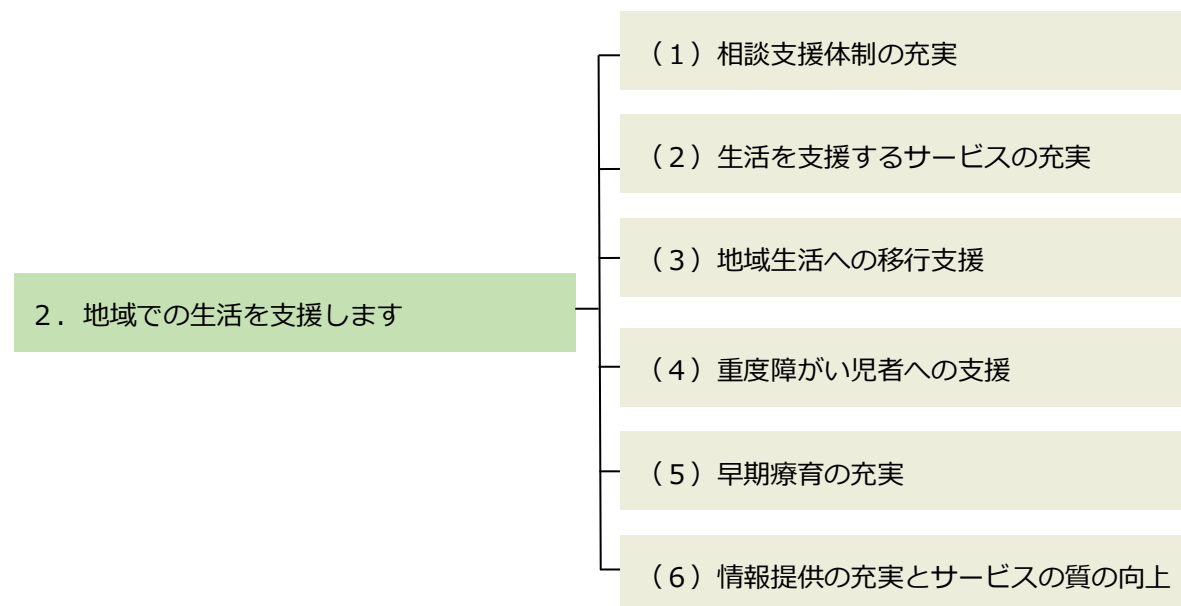 ２．地域での生活を支援します
（１）相談支援体制の充実
（２）生活を支援するサービスの充実
（３）地域生活への移行支援
（４）重度障がい児者への支援
（５）早期療育の充実
（６）情報提供の充実とサービスの質の向上